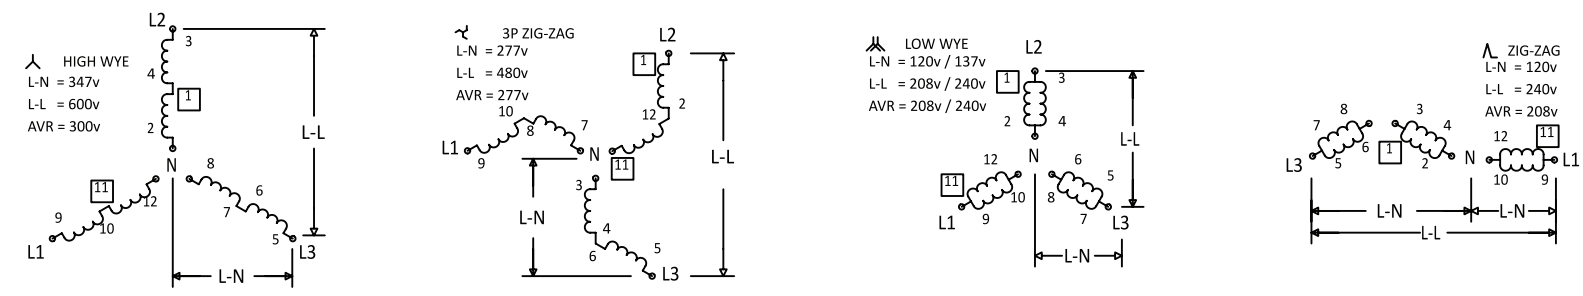 HIGH WYE
L-N = 347v
L-L = 600v
AVR = 300v
L2
3
4
1
2
N
8
11
6
9
12
7
10
5
L1
L3
L-L
L-N
3P ZIG-ZAG
L-N = 277v
L-L = 480v
AVR = 277v
L2
1
2
10
12
8
7
L1
9
N
11
3
4
6
5
L3
L-N
L-L
LOW WYE
L-N = 120v / 137v
L-L = 208v / 240v
AVR = 208v / 240v
L2
1
3
2
4
N
12
6
11
5
10
8
9
7
L1
L3
L-L
L-N
ZIG-ZAG
L-N = 120v
L-L = 240v
AVR = 208v
8
3
7
4
12
11
6
1
5
2
N
10
9
L3
L1
L-N
L-N
L-L